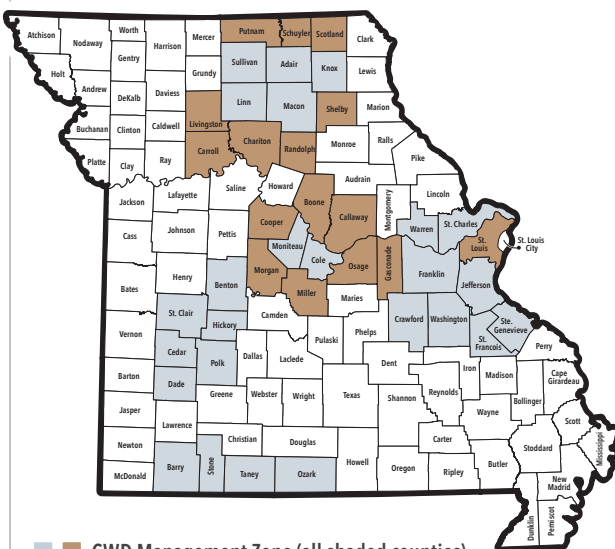 Atchison
Nodaway
Worth
Harrison
Mercer
Putnam
Schuyler
Scotland
Clark
Gentry
Sullivan
Adair
Knox
Lewis
Holt
Andrew
DeKalb
Daviess
Grundy
Linn
Macon
Shelby
Marion
Buchanan
Clinton
Caldwell
Livingston
Chariton
Randolph
Monroe
Ralls
Pike
Platte
Clay
Ray
Carroll
Audrain
Jackson
Lafayette
Saline
Howard
Boone
Callaway
Montgomery
Lincoln
Cass
Johnson
Pettis
Cooper
Moniteau
Cole
Osage
Gasconade
Warren
St. Charles
St.
Louis
St. Louis
City
Bates
Henry
Benton
Morgan
Miller
Maries
Franklin
Jefferson
Vernon
St. Clair
Hickory
Camden
Pulaski
Phelps
Crawford
Washington
St.
Francois
Ste.
Genevieve
Perry
Barton
Cedar
Polk
Dallas
Laclede
Dent
Iron
Madison
Cape
Girardeau
Dade
Jasper
Greene
Webster
Wright
Texas
Shannon
Reynolds
Wayne
Bollinger
Scott
Lawrence
Newton
Christian
Douglas
Howell
Carter
Stoddard
Mississippi
McDonald
Barry
Stone
Taney
Ozark
Oregon
Ripley
Butler
New
Madrid
Dunklin
Pemiscot
CWD Management Zone (all shaded counties)